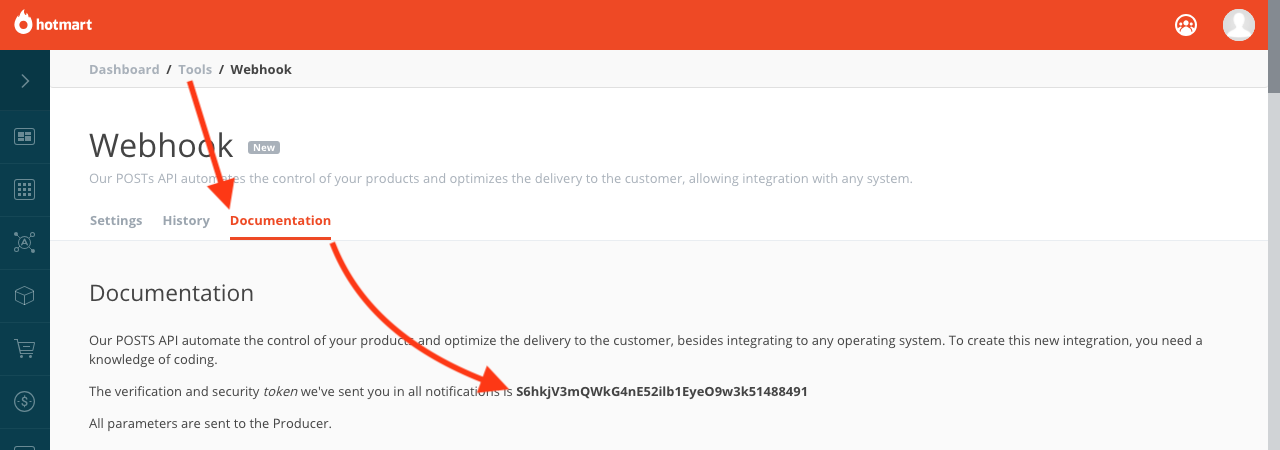 hotmart
Dashboard / Tools / Webhook
Webhook New
Our POSTs API automates the control of your products and optimizes the delivery to the customer, allowing integration with any system.
Settings History Documentation
Documentation
Our POSTS API automate the control of your products and optimize the delivery to the customer, besides integrating to any operating system. To create this new integration, you need a
knowledge of coding.
The verification and security token we've sent you in all notifications is S6hkjV3mQWkG4nE52ilb1EyeO9w3k51488491
All parameters are sent to the Producer.